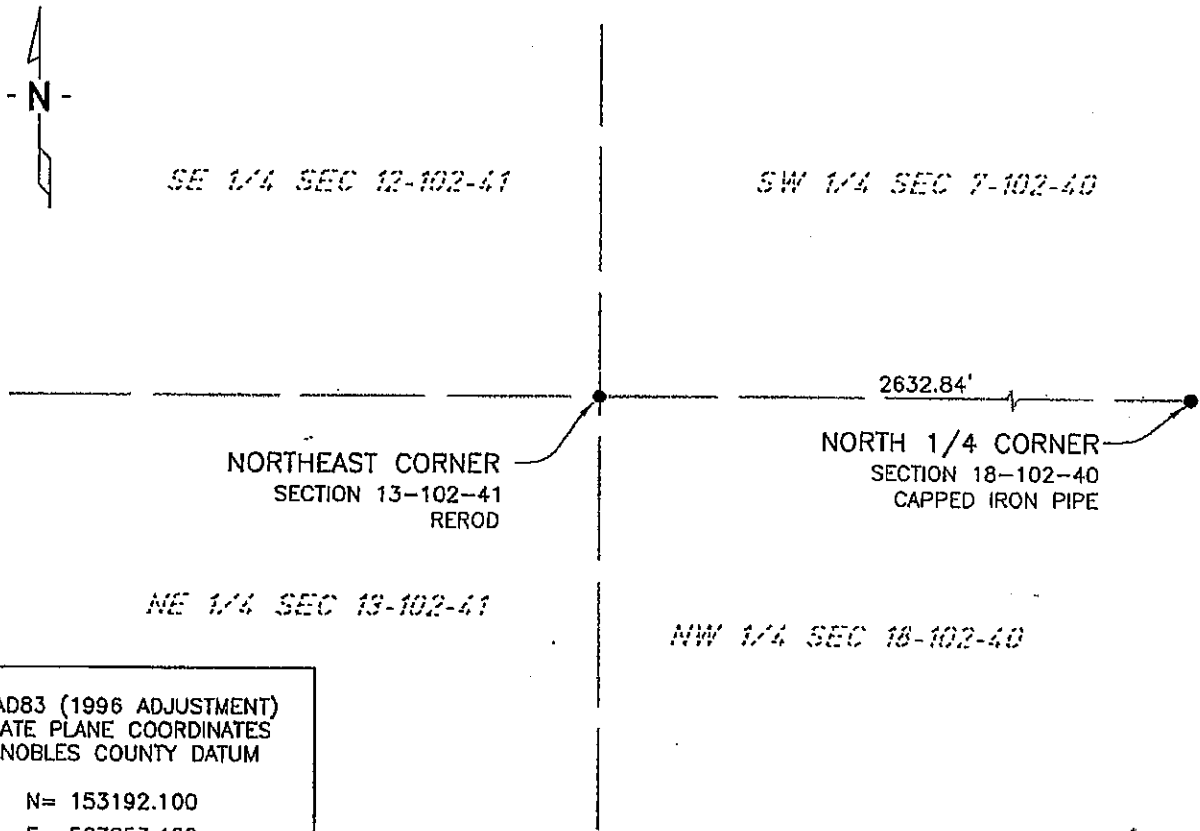 - N -
SE 1/4 SEC 12-102-41
SW 1/4 SEC 7-102-40
2632.84'
NORTHEAST CORNER
SECTION 13-102-41
REROD
NORTH 1/4 CORNER
SECTION 18-102-40
CAPPED IRON PIPE
NE 1/4 SEC 13-102-41
NW 1/4 SEC 18-102-40
AD83 (1996 ADJUSTMENT)
ATE PLANE COORDINATES
NOBLES COUNTY DATUM
N= 153192.100